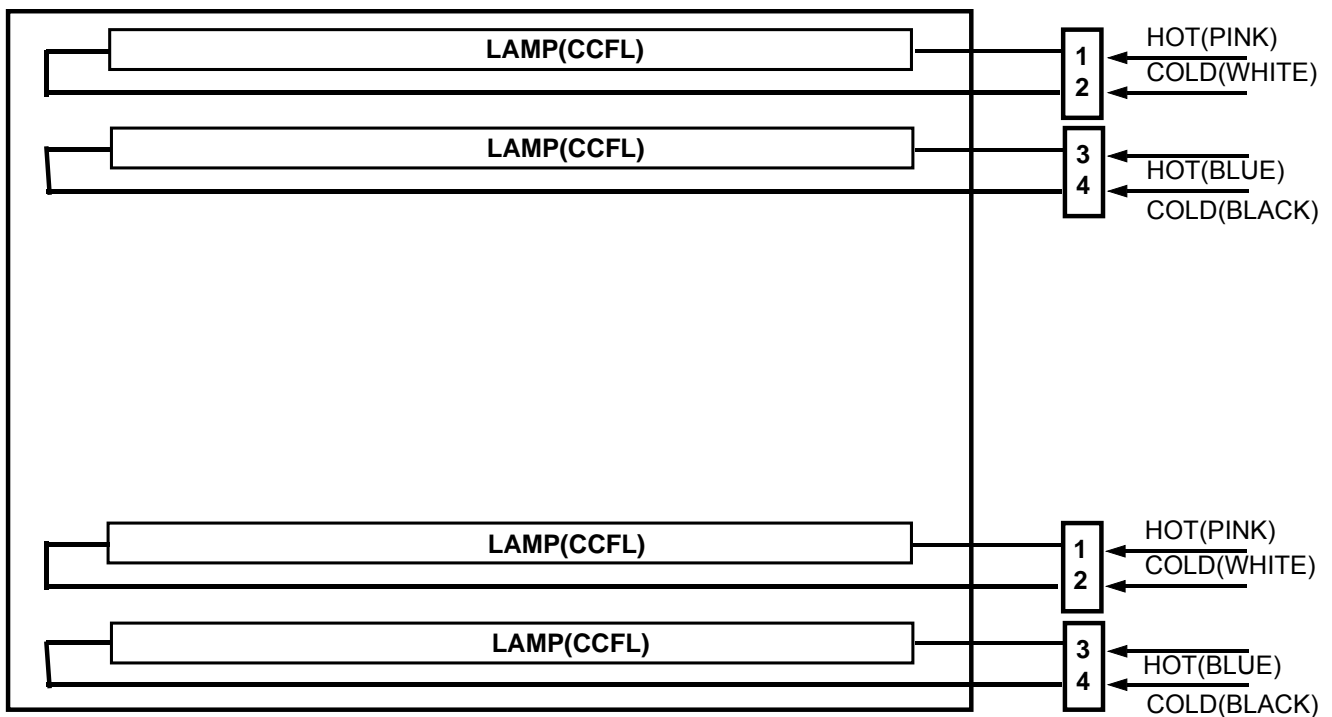 LAMP(CCFL)
1
HOT(PINK)
2
COLD(WHITE)
LAMP(CCFL)
3
HOT(BLUE)
4
COLD(BLACK)
LAMP(CCFL)
1
HOT(PINK)
2
COLD(WHITE)
LAMP(CCFL)
3
HOT(BLUE)
4
COLD(BLACK)